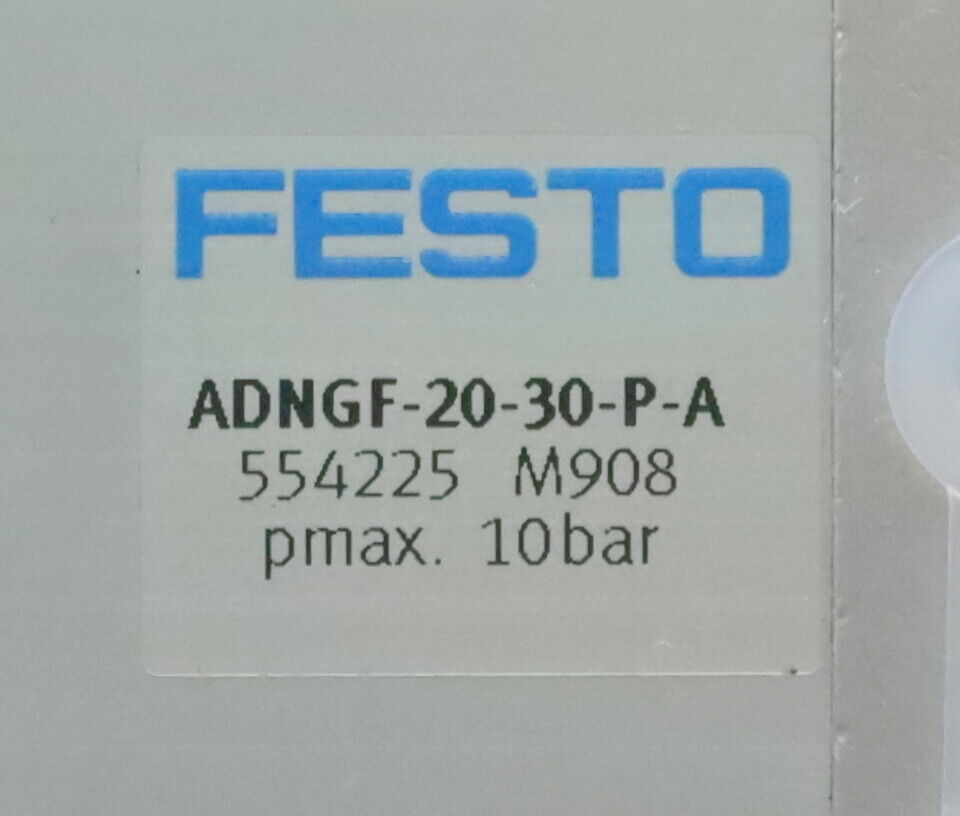 FESTO
ADNGF-20-30-P-A
554225 M908
pmax. 10bar